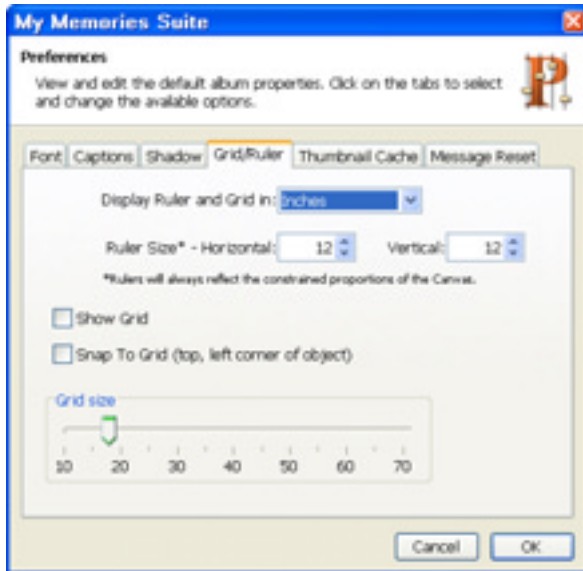 My Memories Suite
Preferences
View and edit the default album properties. Click on the tabs to select
and change the available options.
Font Captions Shadow Grid/Ruler Thumbnail Cache Message Reset
Display Ruler and Grid in: Inches
Ruler Size* - Horizontal: 12 Vertical: 12
*Rulers will always reflect the constrained proportions of the Canvas.
Show Grid
Snap To Grid (top, left corner of object)
Grid size
10 20 30 40 50 60 70
Cancel OK